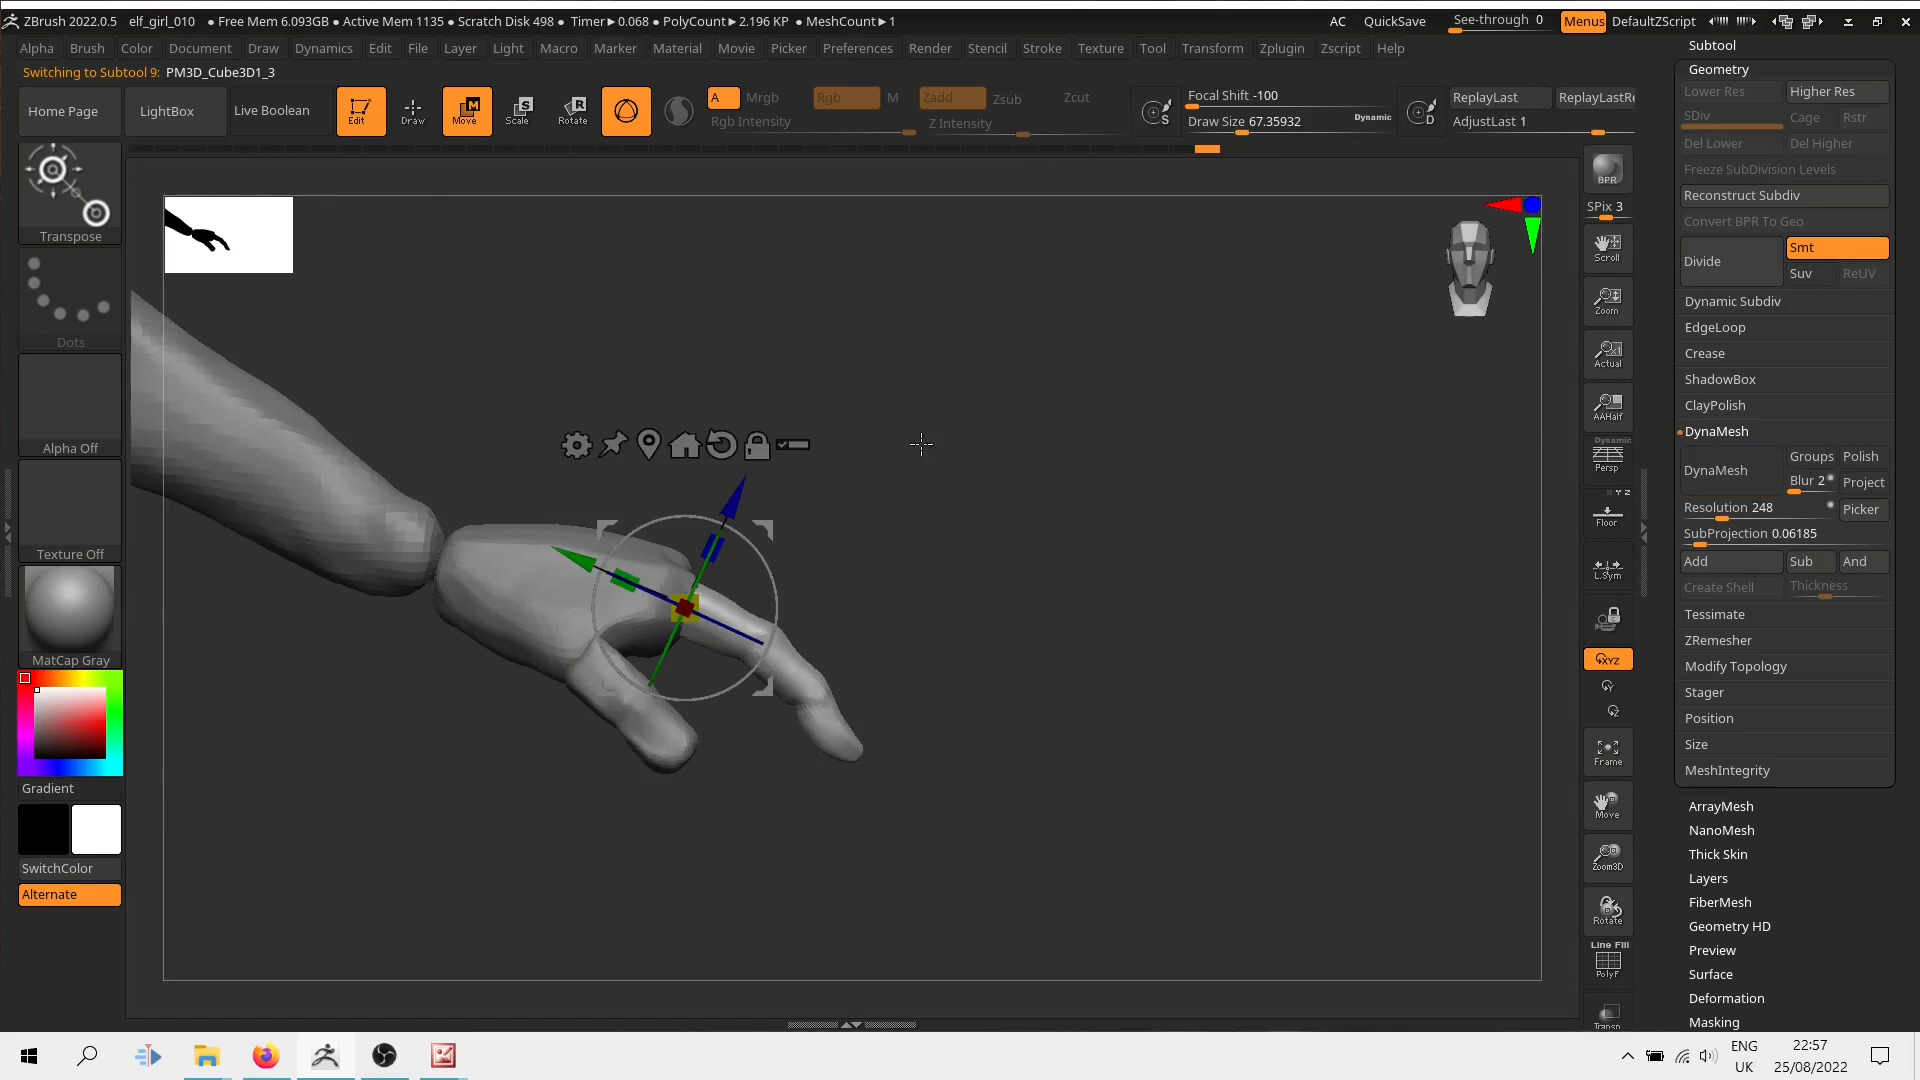 ZBrush 2022.0.5 elf_girl_010 ● Free Mem 6.093GB ● Active Mem 1135 ● Scratch Disk 498 ● Timer►0.068 ● PolyCount►2.196 KP ● MeshCount►1 AC QuickSave See-through 0 Menus DefaultZScript
Alpha Brush Color Document Draw Dynamics Edit File Layer Light Macro Marker Material Movie Picker Preferences Render Stencil Stroke Texture Tool Transform Zplugin Zscript Help
Switching to Subtool 9: PM3D_Cube3D1_3
Home Page
LightBox
Live Boolean
Edit
Draw
M
Move
S
Scale
R
Rotate
A Mrgb Rgb M Zadd Zsub Zcut
Rgb Intensity Z Intensity
S
Focal Shift -100
Draw Size 67.35932 Dynamic
D
ReplayLast ReplayLastRe
AdjustLast 1
Transpose
Dots
Alpha Off
Texture Off
MatCap Gray
Gradient
SwitchColor
Alternate
BPR
SPix 3
Scroll
Zoom
Actual
AAHalf
Dynamic
Persp
Floor
L.Sym
XYZ
Y
Z
Frame
Move
Zoom3D
Rotate
Line Fill
PolyF
Transp
Subtool
Geometry
Lower Res Higher Res
SDiv Cage Rstr
Del Lower Del Higher
Freeze SubDivision Levels
Reconstruct Subdiv
Convert BPR To Geo
Divide Smt
Suv ReUV
Dynamic Subdiv
EdgeLoop
Crease
ShadowBox
ClayPolish
DynaMesh
DynaMesh Groups Polish
Blur 2 Project
Resolution 248 Picker
SubProjection 0.06185
Add Sub And
Create Shell Thickness
Tessimate
ZRemesher
Modify Topology
Stager
Position
Size
MeshIntegrity
ArrayMesh
NanoMesh
Thick Skin
Layers
FiberMesh
Geometry HD
Preview
Surface
Deformation
Masking
ENG
UK
22:57
25/08/2022